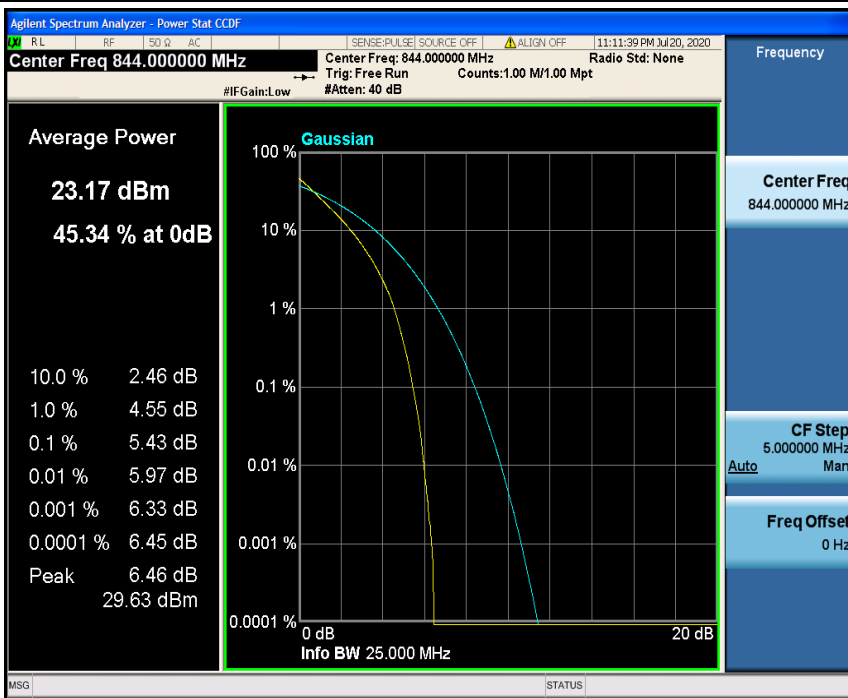 Agilent Spectrum Analyzer - Power Stat CCDF
LXI RL RF 50 Ω AC SENSE:PULSE SOURCE OFF ALIGN OFF 11:11:39 PM Jul 20, 2020
Center Freq 844.000000 MHz
Center Freq: 844.000000 MHz Radio Std: None
Trig: Free Run Counts:1.00 M/1.00 Mpt
#IFGain:Low #Atten: 40 dB
Frequency
Average Power
23.17 dBm
45.34 % at 0dB
10.0 % 2.46 dB
1.0 % 4.55 dB
0.1 % 5.43 dB
0.01 % 5.97 dB
0.001 % 6.33 dB
0.0001 % 6.45 dB
Peak 6.46 dB
29.63 dBm
Gaussian
100 %
10 %
1 %
0.1 %
0.01 %
0.001 %
0.0001 %
0 dB 20 dB
Info BW 25.000 MHz
Center Freq
844.000000 MHz
CF Step
5.000000 MHz
Auto Man
Freq Offset
0 Hz
MSG STATUS